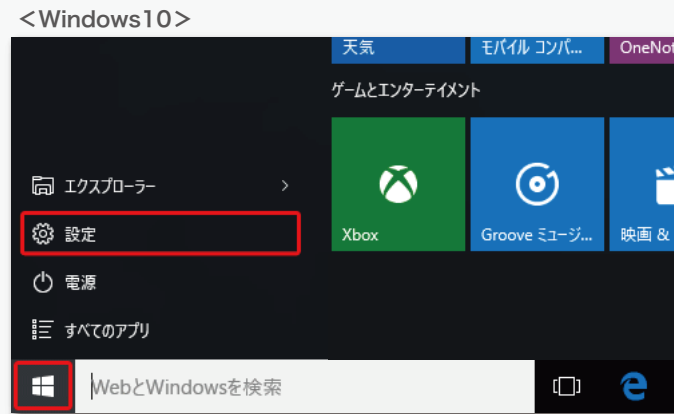 ＜Windows10＞
天気
モバイル コンパ...
OneNot
ゲームとエンターテイメント
エクスプローラー
設定
Xbox
Groove ミュージ...
映画 &
電源
すべてのアプリ
WebとWindowsを検索